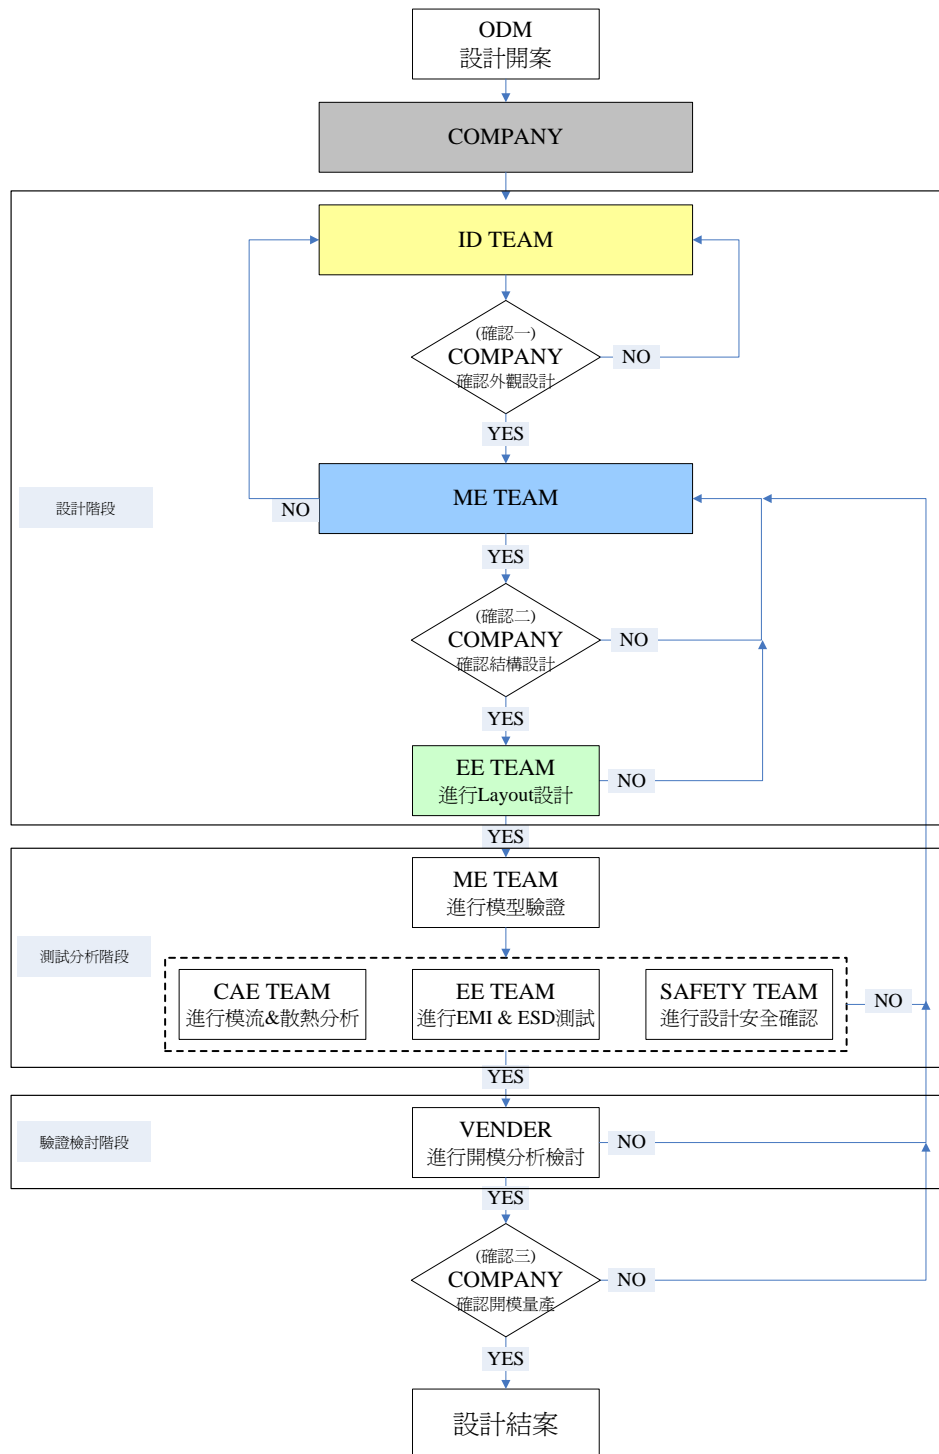 ODM
設計開案
COMPANY
ID TEAM
(確認一)
COMPANY
確認外觀設計
NO
YES
ME TEAM
NO
設計階段
YES
(確認二)
COMPANY
確認結構設計
NO
YES
EE TEAM
進行Layout設計
NO
YES
ME TEAM
進行模型驗證
測試分析階段
CAE TEAM
進行模流&散熱分析
EE TEAM
進行EMI & ESD測試
SAFETY TEAM
進行設計安全確認
NO
YES
驗證檢討階段
VENDER
進行開模分析檢討
NO
YES
(確認三)
COMPANY
確認開模量產
NO
YES
設計結案